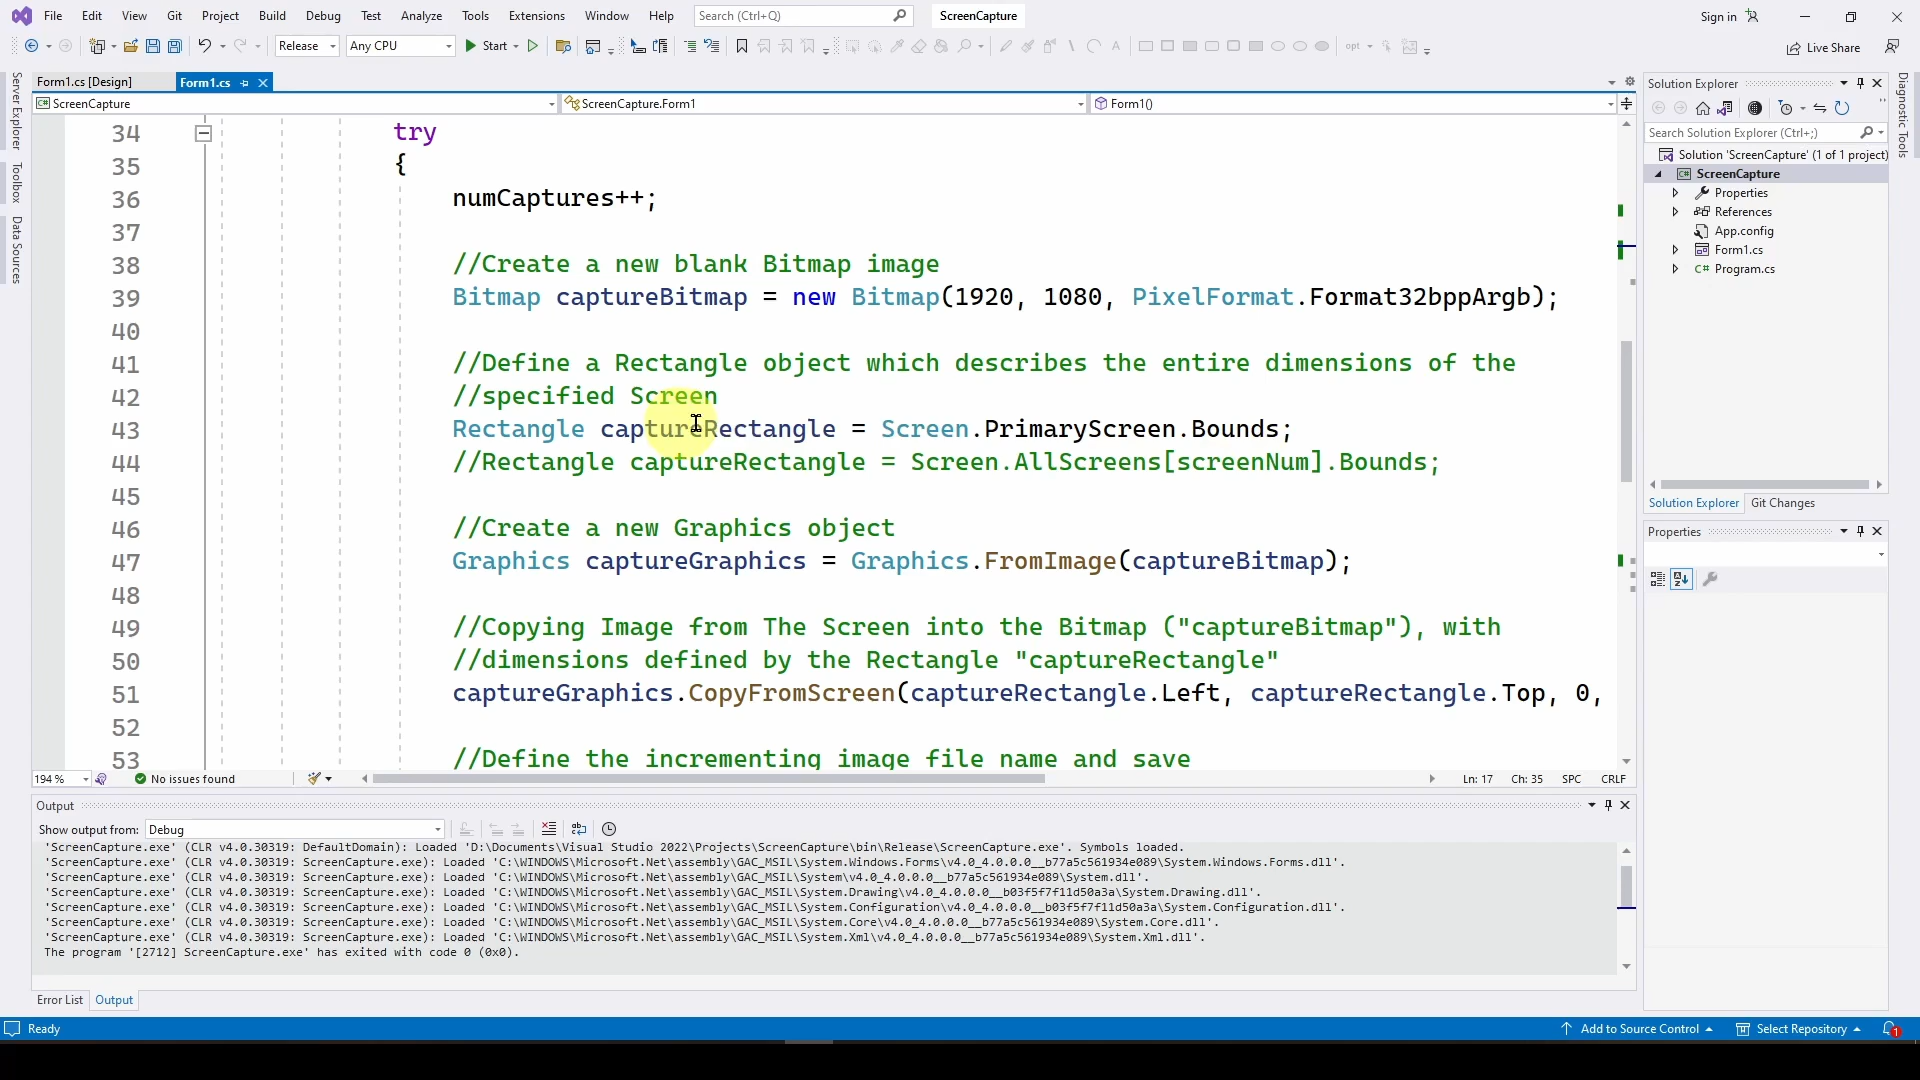 File Edit View Git Project Build Debug Test Analyze Tools Extensions Window Help Search (Ctrl+Q) ScreenCapture Sign in
Release Any CPU Start opt Live Share
Form1.cs [Design] Form1.cs
ScreenCapture ScreenCapture.Form1 Form1()
Server Explorer
Toolbox
Data Sources
34 try
35 {
36 numCaptures++;
37
38 //Create a new blank Bitmap image
39 Bitmap captureBitmap = new Bitmap(1920, 1080, PixelFormat.Format32bppArgb);
40
41 //Define a Rectangle object which describes the entire dimensions of the
42 //specified Screen
43 Rectangle captureRectangle = Screen.PrimaryScreen.Bounds;
44 //Rectangle captureRectangle = Screen.AllScreens[screenNum].Bounds;
45
46 //Create a new Graphics object
47 Graphics captureGraphics = Graphics.FromImage(captureBitmap);
48
49 //Copying Image from The Screen into the Bitmap ("captureBitmap"), with
50 //dimensions defined by the Rectangle "captureRectangle"
51 captureGraphics.CopyFromScreen(captureRectangle.Left, captureRectangle.Top, 0,
52
53 //Define the incrementing image file name and save
194 % No issues found Ln: 17 Ch: 35 SPC CRLF
Output
Show output from: Debug
'ScreenCapture.exe' (CLR v4.0.30319: DefaultDomain): Loaded 'D:\Documents\Visual Studio 2022\Projects\ScreenCapture\bin\Release\ScreenCapture.exe'. Symbols loaded.
'ScreenCapture.exe' (CLR v4.0.30319: ScreenCapture.exe): Loaded 'C:\WINDOWS\Microsoft.Net\assembly\GAC_MSIL\System.Windows.Forms\v4.0_4.0.0.0__b77a5c561934e089\System.Windows.Forms.dll'.
'ScreenCapture.exe' (CLR v4.0.30319: ScreenCapture.exe): Loaded 'C:\WINDOWS\Microsoft.Net\assembly\GAC_MSIL\System\v4.0_4.0.0.0__b77a5c561934e089\System.dll'.
'ScreenCapture.exe' (CLR v4.0.30319: ScreenCapture.exe): Loaded 'C:\WINDOWS\Microsoft.Net\assembly\GAC_MSIL\System.Drawing\v4.0_4.0.0.0__b03f5f7f11d50a3a\System.Drawing.dll'.
'ScreenCapture.exe' (CLR v4.0.30319: ScreenCapture.exe): Loaded 'C:\WINDOWS\Microsoft.Net\assembly\GAC_MSIL\System.Configuration\v4.0_4.0.0.0__b03f5f7f11d50a3a\System.Configuration.dll'.
'ScreenCapture.exe' (CLR v4.0.30319: ScreenCapture.exe): Loaded 'C:\WINDOWS\Microsoft.Net\assembly\GAC_MSIL\System.Core\v4.0_4.0.0.0__b77a5c561934e089\System.Core.dll'.
'ScreenCapture.exe' (CLR v4.0.30319: ScreenCapture.exe): Loaded 'C:\WINDOWS\Microsoft.Net\assembly\GAC_MSIL\System.Xml\v4.0_4.0.0.0__b77a5c561934e089\System.Xml.dll'.
The program '[2712] ScreenCapture.exe' has exited with code 0 (0x0).
Error List Output
Solution Explorer
Search Solution Explorer (Ctrl+;)
Solution 'ScreenCapture' (1 of 1 project)
C# ScreenCapture
Properties
References
App.config
Form1.cs
C# Program.cs
Solution Explorer Git Changes
Properties
Diagnostic Tools
Ready Add to Source Control Select Repository 1